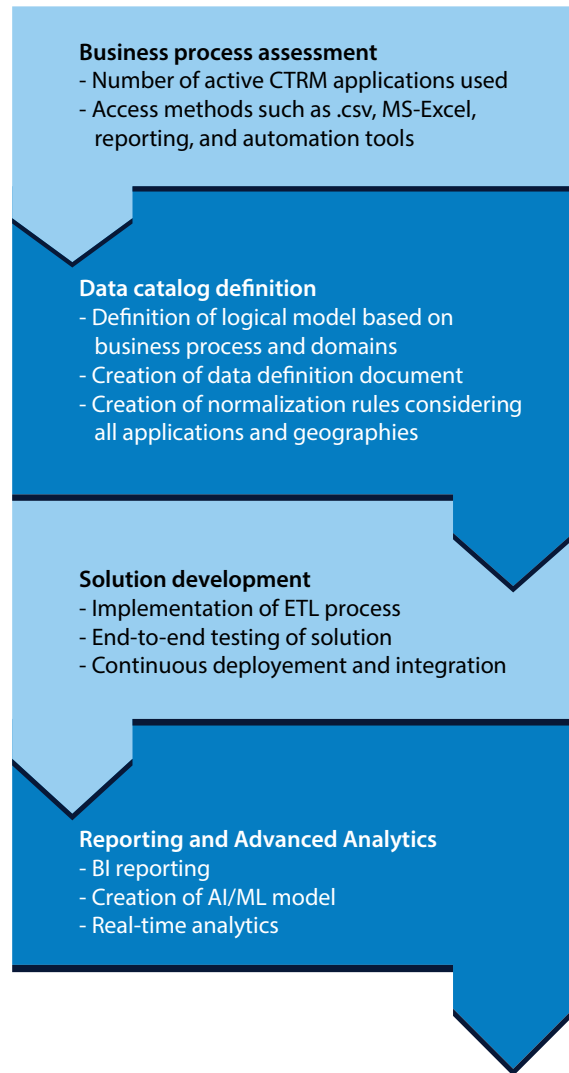 Business process assessment
- Number of active CTRM applications used
- Access methods such as .csv, MS-Excel,
reporting, and automation tools
Data catalog definition
- Definition of logical model based on
business process and domains
- Creation of data definition document
- Creation of normalization rules considering
all applications and geographies
Solution development
- Implementation of ETL process
- End-to-end testing of solution
- Continuous deployement and integration
Reporting and Advanced Analytics
- BI reporting
- Creation of AI/ML model
- Real-time analytics